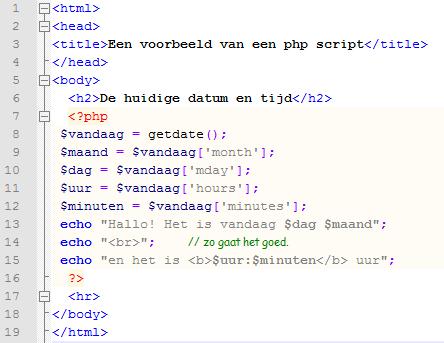 1 <html>
2 <head>
3 <title>Een voorbeeld van een php script</title>
4 </head>
5 <body>
6 <h2>De huidige datum en tijd</h2>
7 <?php
8 $vandaag = getdate();
9 $maand = $vandaag['month'];
10 $dag = $vandaag['mday'];
11 $uur = $vandaag['hours'];
12 $minuten = $vandaag['minutes'];
13 echo "Hallo! Het is vandaag $dag $maand";
14 echo "<br>"; // zo gaat het goed.
15 echo "en het is <b>$uur:$minuten</b> uur";
16 ?>
17 <hr>
18 </body>
19 </html>